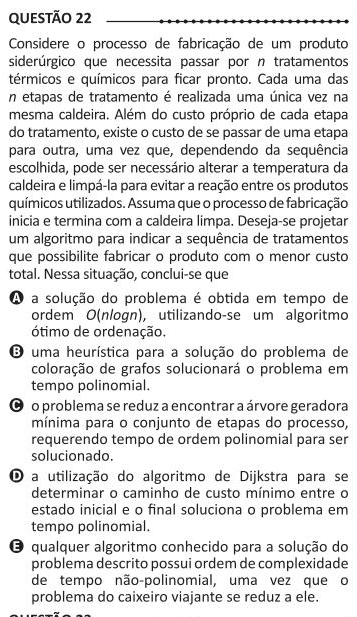 QUESTÃO 22
Considere o processo de fabricação de um produto
siderúrgico que necessita passar por n tratamentos
térmicos e químicos para ficar pronto. Cada uma das
n etapas de tratamento é realizada uma única vez na
mesma caldeira. Além do custo próprio de cada etapa
do tratamento, existe o custo de se passar de uma etapa
para outra, uma vez que, dependendo da sequência
escolhida, pode ser necessário alterar a temperatura da
caldeira e limpá-la para evitar a reação entre os produtos
químicos utilizados. Assuma que o processo de fabricação
inicia e termina com a caldeira limpa. Deseja-se projetar
um algoritmo para indicar a sequência de tratamentos
que possibilite fabricar o produto com o menor custo
total. Nessa situação, conclui-se que
A a solução do problema é obtida em tempo de
ordem O(nlogn), utilizando-se um algoritmo
ótimo de ordenação.
B uma heurística para a solução do problema de
coloração de grafos solucionará o problema em
tempo polinomial.
C o problema se reduz a encontrar a árvore geradora
mínima para o conjunto de etapas do processo,
requerendo tempo de ordem polinomial para ser
solucionado.
D a utilização do algoritmo de Dijkstra para se
determinar o caminho de custo mínimo entre o
estado inicial e o final soluciona o problema em
tempo polinomial.
E qualquer algoritmo conhecido para a solução do
problema descrito possui ordem de complexidade
de tempo não-polinomial, uma vez que o
problema do caixeiro viajante se reduz a ele.